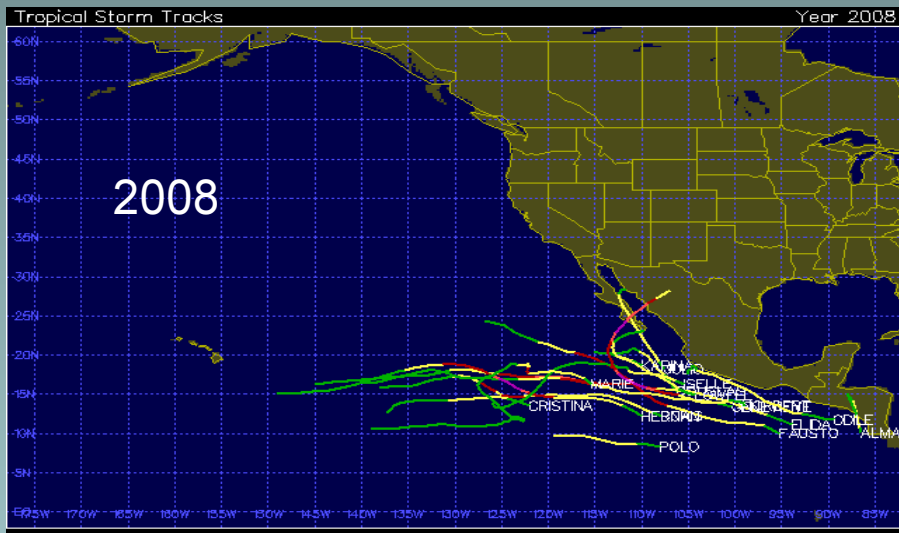 Tropical Storm Tracks Year 2008
60N
55N
50N
45N
2008
40N
35N
30N
25N
20N
KARINA
MARIE
ISELLE
15N
CRISTINA
ELIDA
ODILE
10N
FAUSTO
ALMA
POLO
5N
EQ
175W 170W 165W 160W 155W 150W 145W 140W 135W 130W 125W 120W 115W 110W 105W 100W 95W 90W 85W